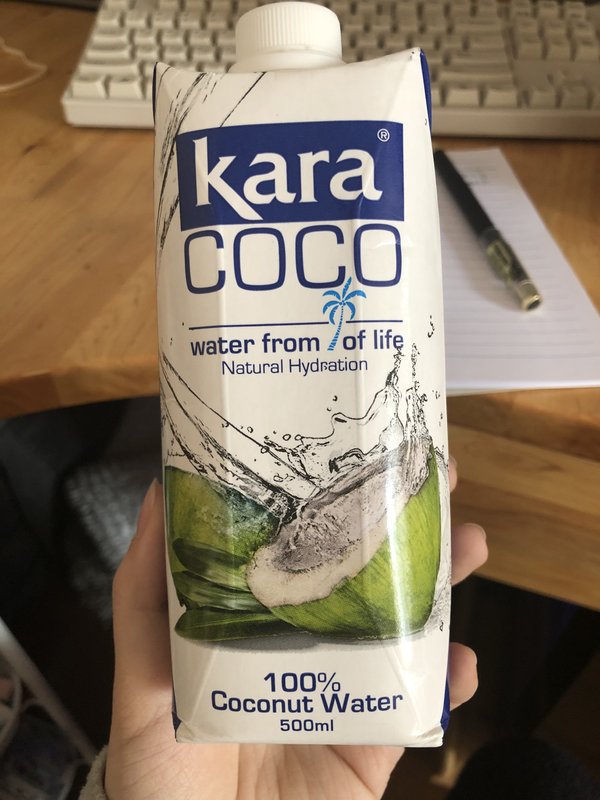 kara®
COCO
water from of life
Natural Hydration
100%
Coconut Water
500ml